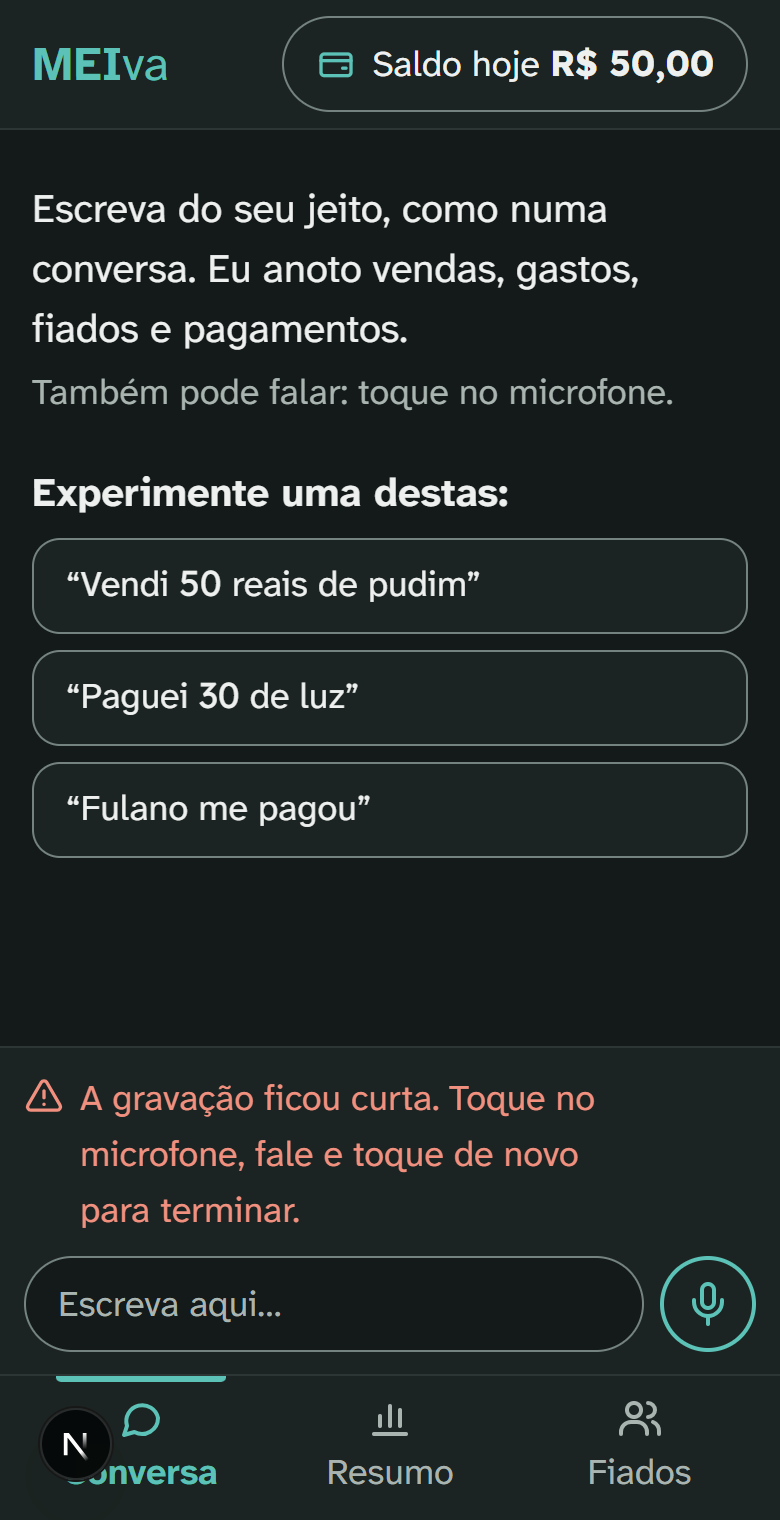 MEIva
Saldo hoje R$ 50,00
Escreva do seu jeito, como numa
conversa. Eu anoto vendas, gastos,
fiados e pagamentos.
Também pode falar: toque no microfone.
Experimente uma destas:
“Vendi 50 reais de pudim”
“Paguei 30 de luz”
“Fulano me pagou”
A gravação ficou curta. Toque no
microfone, fale e toque de novo
para terminar.
Escreva aqui...
N
Conversa
Resumo
Fiados